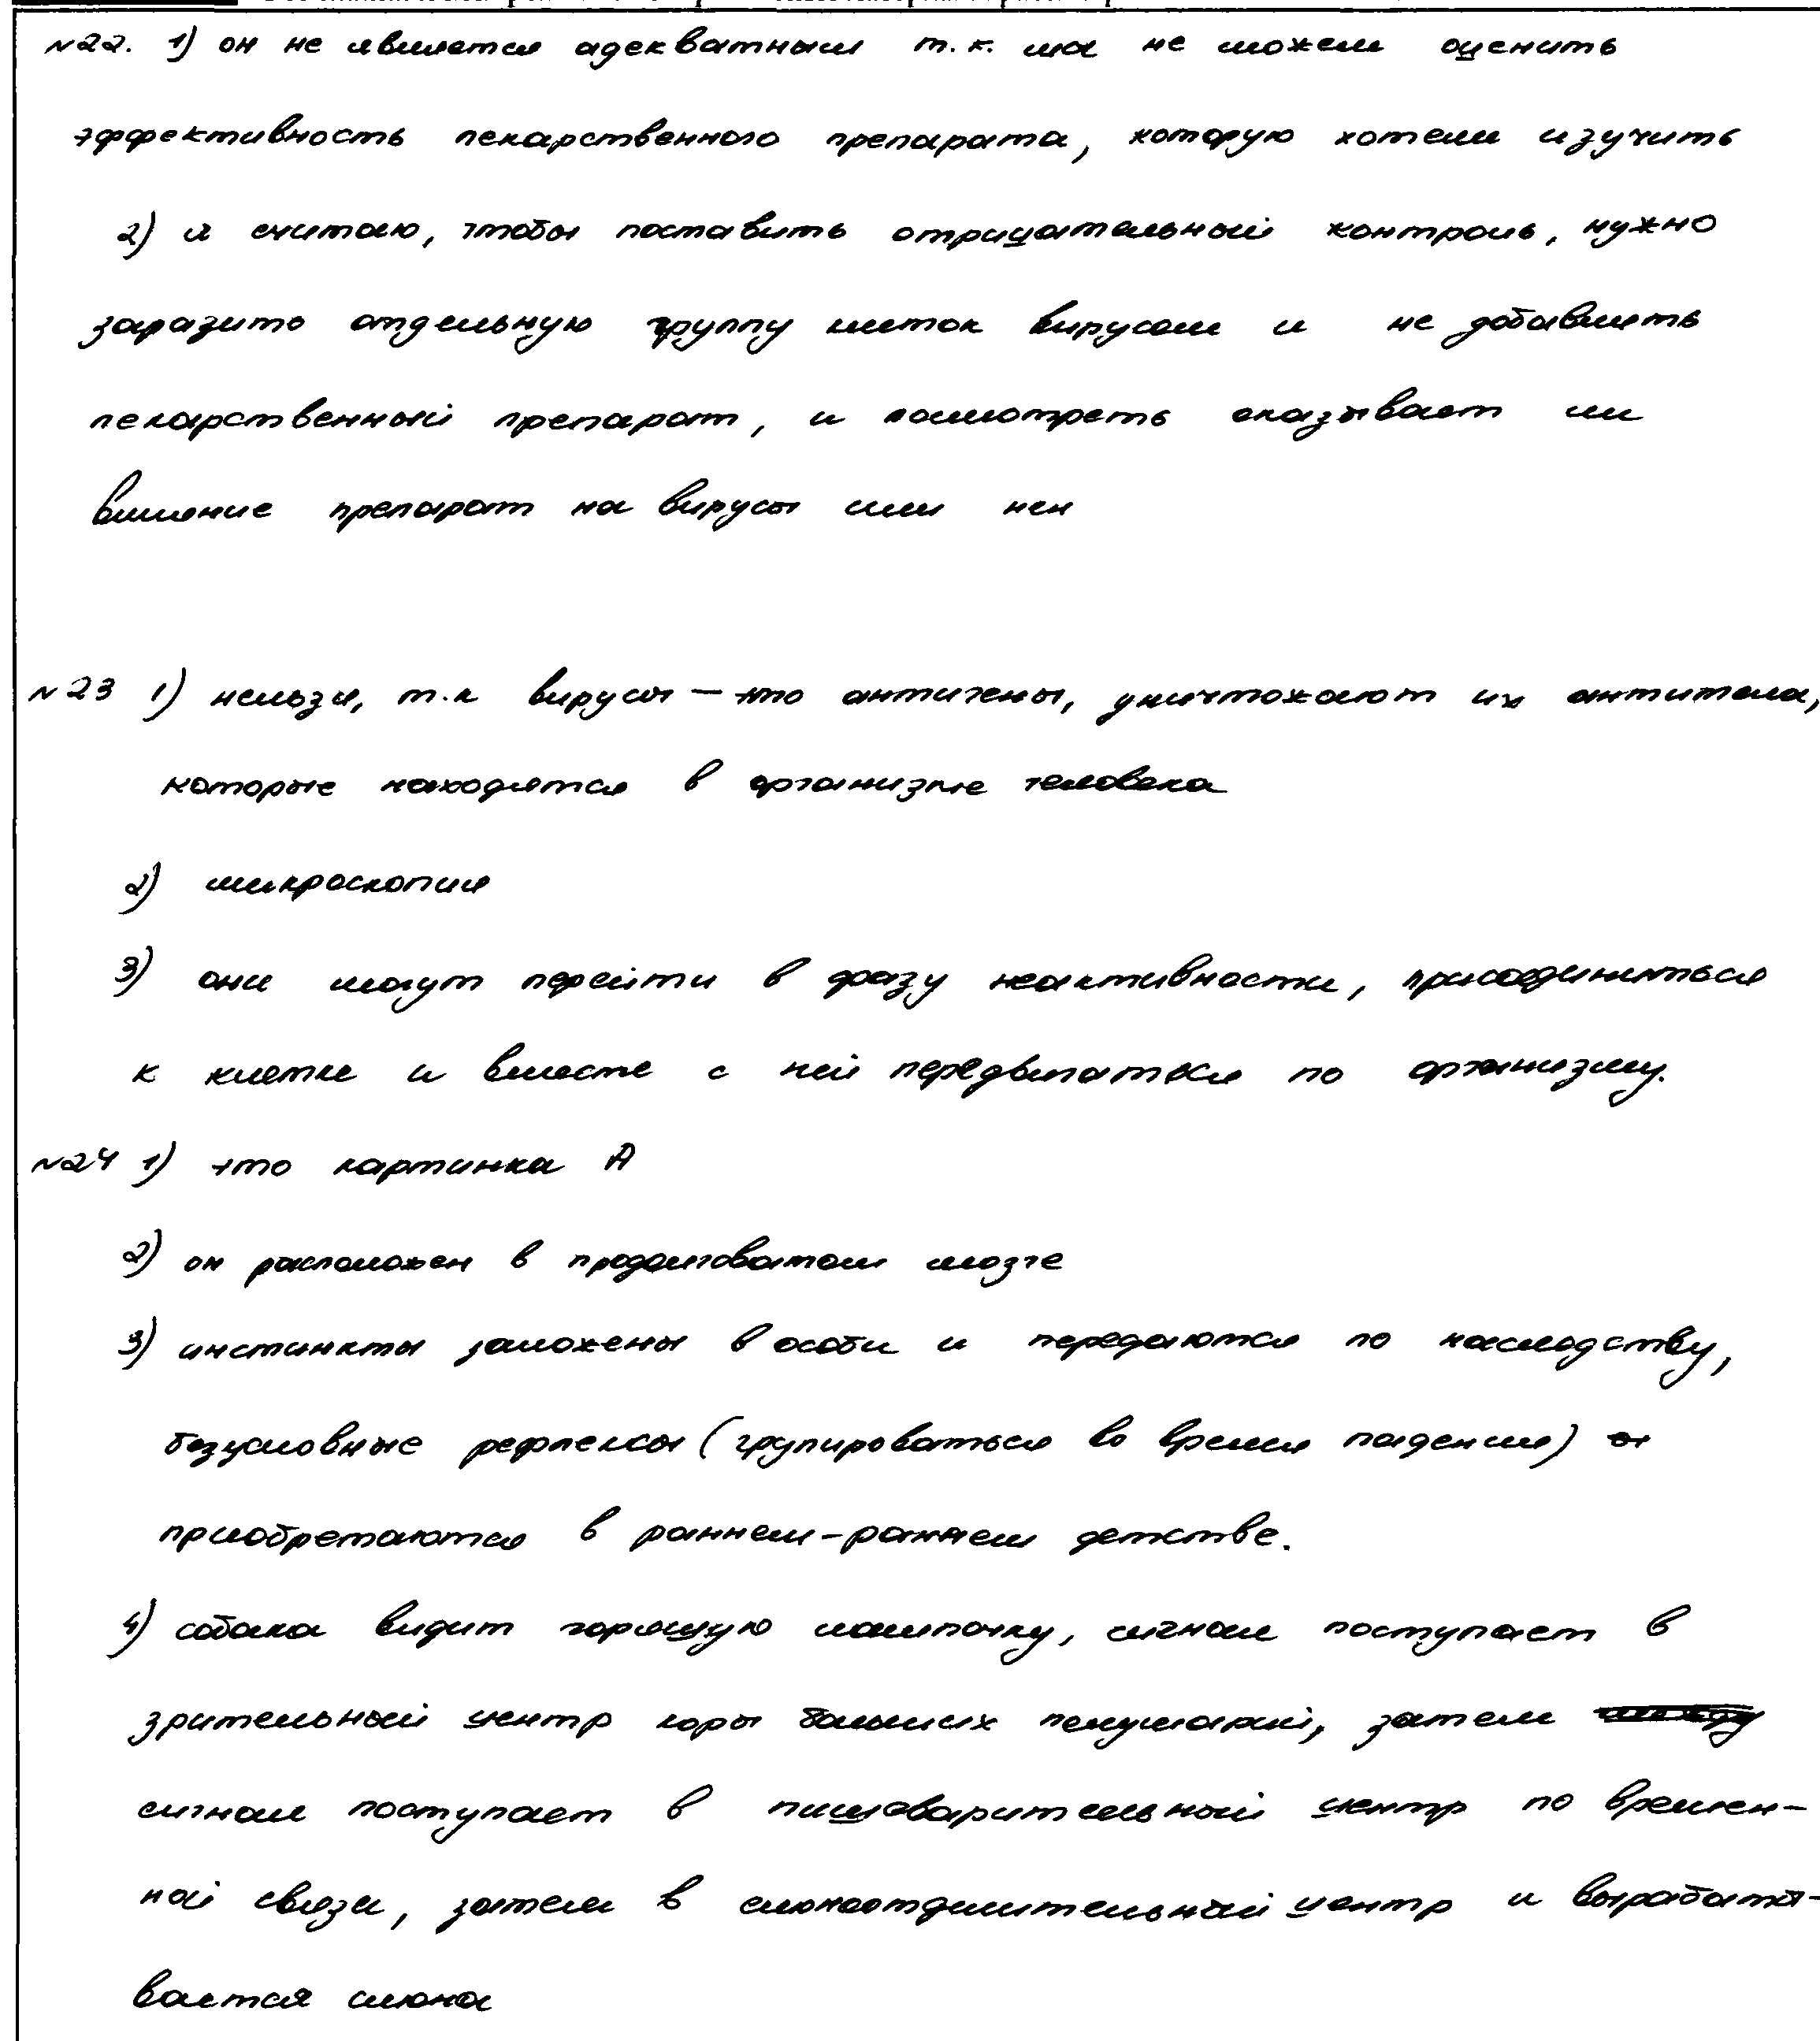 №22. 1) он не является адекватным т.к. мы не можем оценить
эффективность лекарственного препарата, которую хотели изучить
2) я считаю, чтобы поставить отрицательный контроль, нужно
заразить отдельную группу клеток вирусом и не добавлять
лекарственный препарат, и посмотреть оказывает ли
влияние препарат на вирусы или нет
№23 1) нельзя, т.к вирусы — это антигены, уничтожают их антитела,
которые находятся в организме человека
2) микроскопия
3) они могут перейти в фазу неактивности, присоединиться
к клетке и вместе с ней передвигаться по организму.
№24 1) это картинка А
2) он расположен в продолговатом мозге
3) инстинкты заложены в особи и передаются по наследству,
безусловные рефлексы (групироваться во время падения)
приобретаются в раннем-раннем детстве.
4) собака видит горящую лампочку, сигнал поступает в
зрительный центр коры больших полушарий, затем
сигнал поступает в пищеварительный центр по времен-
ной связи, затем в слюноотделительный центр и вырабаты-
вается слюна